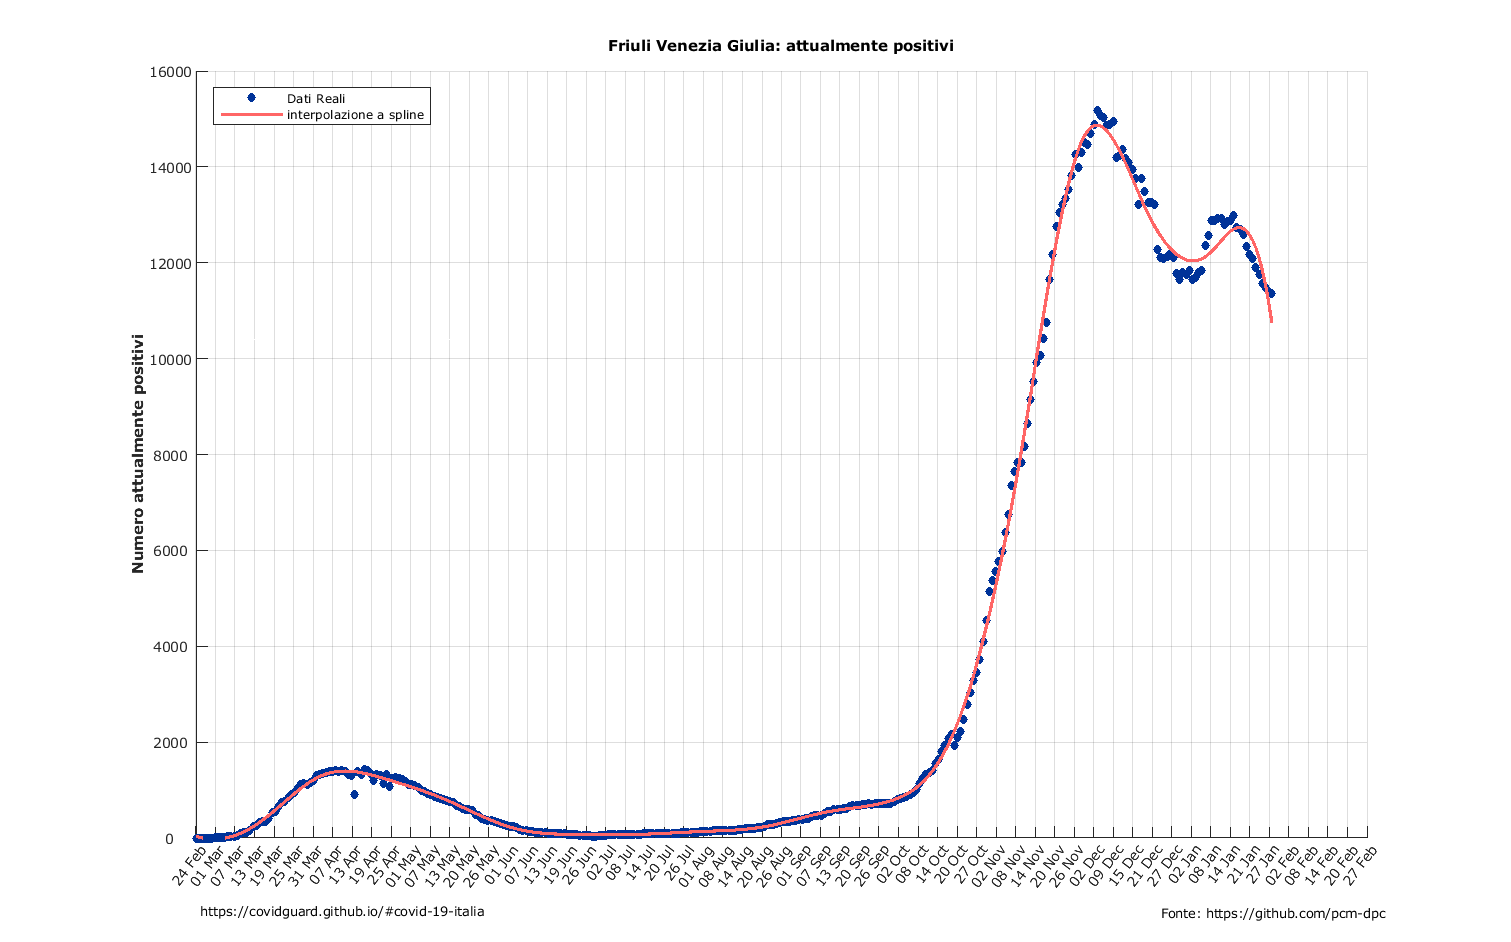 Friuli Venezia Giulia: attualmente positivi
Dati Reali
interpolazione a spline
Numero attualmente positivi
16000
14000
12000
10000
8000
6000
4000
2000
0
24 Feb
01 Mar
07 Mar
13 Mar
19 Mar
25 Mar
31 Mar
07 Apr
13 Apr
19 Apr
25 Apr
01 May
07 May
13 May
20 May
26 May
01 Jun
07 Jun
13 Jun
19 Jun
26 Jun
02 Jul
08 Jul
14 Jul
20 Jul
26 Jul
01 Aug
08 Aug
14 Aug
20 Aug
26 Aug
01 Sep
07 Sep
13 Sep
20 Sep
26 Sep
02 Oct
08 Oct
14 Oct
20 Oct
27 Oct
02 Nov
08 Nov
14 Nov
20 Nov
26 Nov
02 Dec
09 Dec
15 Dec
21 Dec
27 Dec
02 Jan
08 Jan
14 Jan
21 Jan
27 Jan
02 Feb
08 Feb
14 Feb
20 Feb
27 Feb
https://covidguard.github.io/#covid-19-italia
Fonte: https://github.com/pcm-dpc